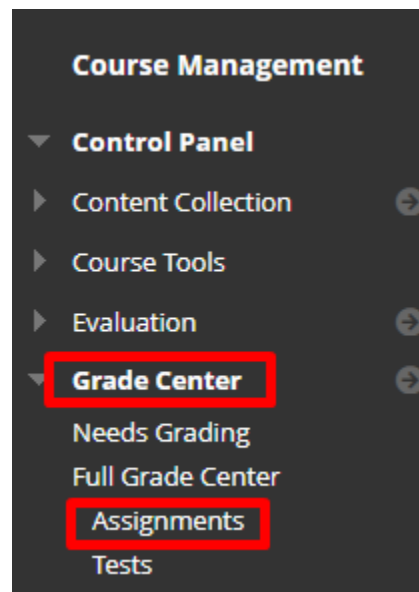 Course Management
Control Panel
Content Collection
Course Tools
Evaluation
Grade Center
Needs Grading
Full Grade Center
Assignments
Tests